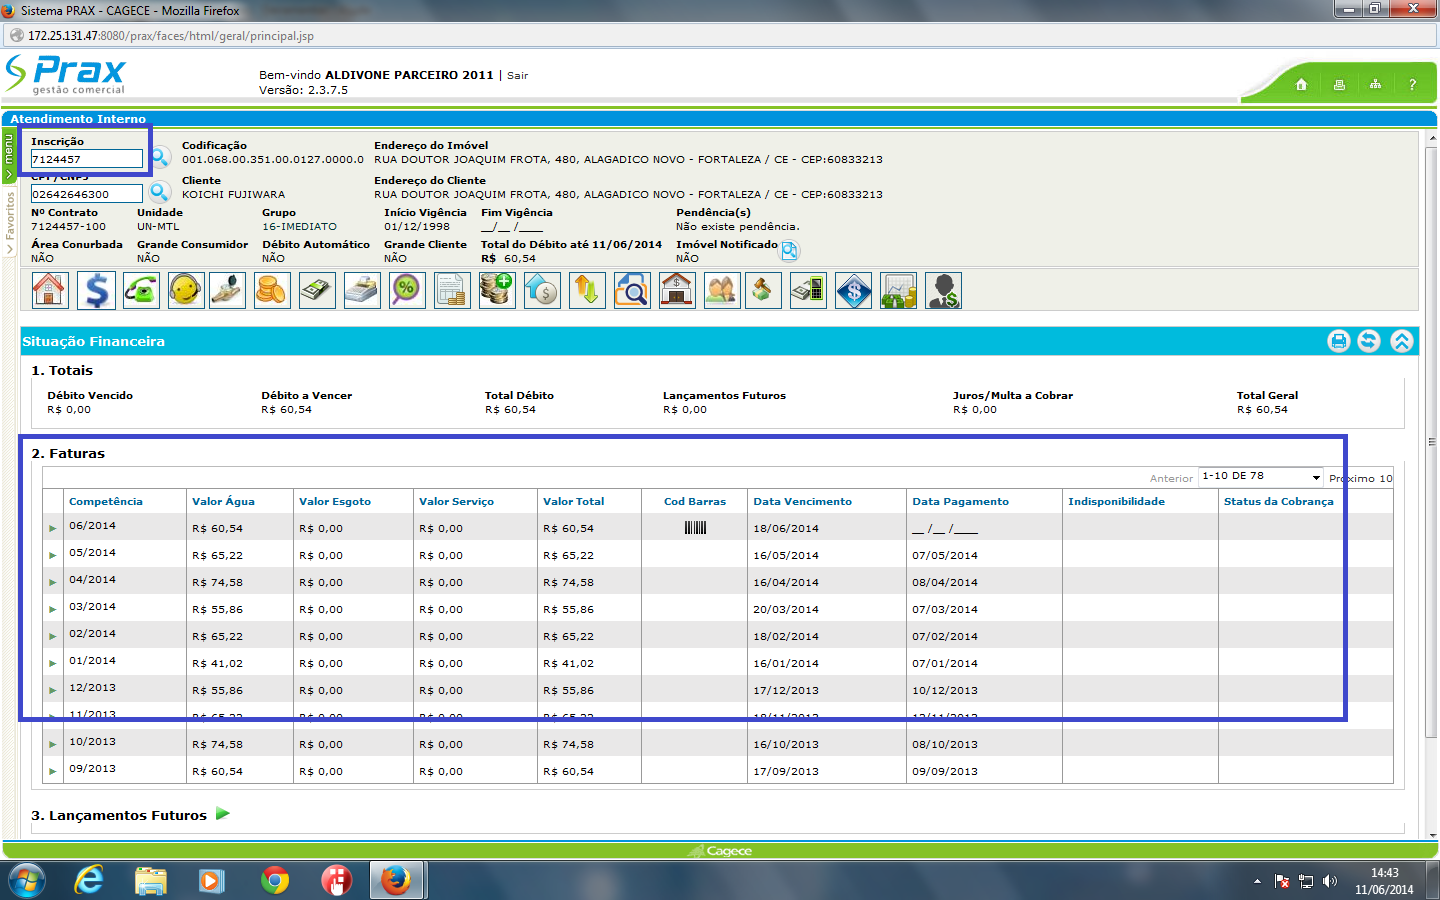 Sistema PRAX - CAGECE - Mozilla Firefox
172.25.131.47:8080/prax/faces/html/geral/principal.jsp
Prax
gestão comercial
Bem-vindo ALDIVONE PARCEIRO 2011 | Sair
Versão: 2.3.7.5
?
Atendimento Interno
menu
Favoritos
Inscrição
7124457
Codificação
001.068.00.351.00.0127.0000.0
Endereço do Imóvel
RUA DOUTOR JOAQUIM FROTA, 480, ALAGADICO NOVO - FORTALEZA / CE - CEP:60833213
CPF/CNPJ
02642646300
Cliente
KOICHI FUJIWARA
Endereço do Cliente
RUA DOUTOR JOAQUIM FROTA, 480, ALAGADICO NOVO - FORTALEZA / CE - CEP:60833213
Nº Contrato Unidade Grupo Início Vigência Fim Vigência Pendência(s)
7124457-100 UN-MTL 16-IMEDIATO 01/12/1998 __/__ /____ Não existe pendência.
Área Conurbada Grande Consumidor Débito Automático Grande Cliente Total do Débito até 11/06/2014 Imóvel Notificado
NÃO NÃO NÃO NÃO R$ 60,54 NÃO
Situação Financeira
1. Totais
Débito Vencido Débito a Vencer Total Débito Lançamentos Futuros Juros/Multa a Cobrar Total Geral
R$ 0,00 R$ 60,54 R$ 60,54 R$ 0,00 R$ 0,00 R$ 60,54
2. Faturas
Anterior 1-10 DE 78 Próximo 10
Competência Valor Água Valor Esgoto Valor Serviço Valor Total Cod Barras Data Vencimento Data Pagamento Indisponibilidade Status da Cobrança
06/2014 R$ 60,54 R$ 0,00 R$ 0,00 R$ 60,54 18/06/2014 __ /__ /____
05/2014 R$ 65,22 R$ 0,00 R$ 0,00 R$ 65,22 16/05/2014 07/05/2014
04/2014 R$ 74,58 R$ 0,00 R$ 0,00 R$ 74,58 16/04/2014 08/04/2014
03/2014 R$ 55,86 R$ 0,00 R$ 0,00 R$ 55,86 20/03/2014 07/03/2014
02/2014 R$ 65,22 R$ 0,00 R$ 0,00 R$ 65,22 18/02/2014 07/02/2014
01/2014 R$ 41,02 R$ 0,00 R$ 0,00 R$ 41,02 16/01/2014 07/01/2014
12/2013 R$ 55,86 R$ 0,00 R$ 0,00 R$ 55,86 17/12/2013 10/12/2013
11/2013 R$ 65,22 R$ 0,00 R$ 0,00 R$ 65,22 18/11/2013 12/11/2013
10/2013 R$ 74,58 R$ 0,00 R$ 0,00 R$ 74,58 16/10/2013 08/10/2013
09/2013 R$ 60,54 R$ 0,00 R$ 0,00 R$ 60,54 17/09/2013 09/09/2013
3. Lançamentos Futuros
Cagece
14:43
11/06/2014